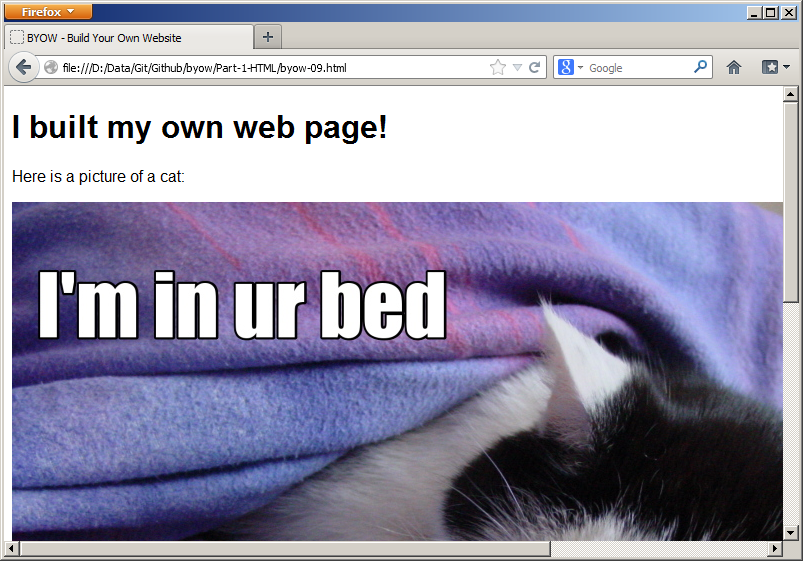 Firefox
BYOW - Build Your Own Website
file:///D:/Data/Git/Github/byow/Part-1-HTML/byow-09.html
8 Google
I built my own web page!
Here is a picture of a cat:
I'm in ur bed